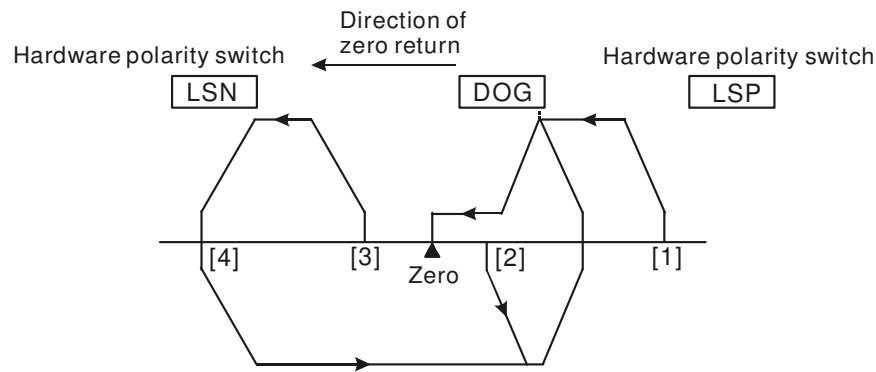 Direction of
zero return
Hardware polarity switch
Hardware polarity switch
LSN
DOG
LSP
[4]
[3]
[2]
[1]
Zero